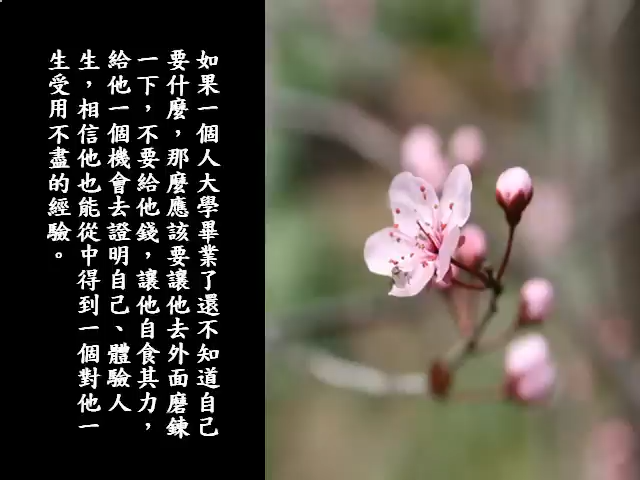 如果一個人大學畢業了還不知道自己
要什麼，那麼應該要讓他去外面磨鍊
一下，不要給他錢，讓他自食其力，
給他一個機會去證明自己、體驗人
生，相信他也能從中得到一個對他一
生受用不盡的經驗。